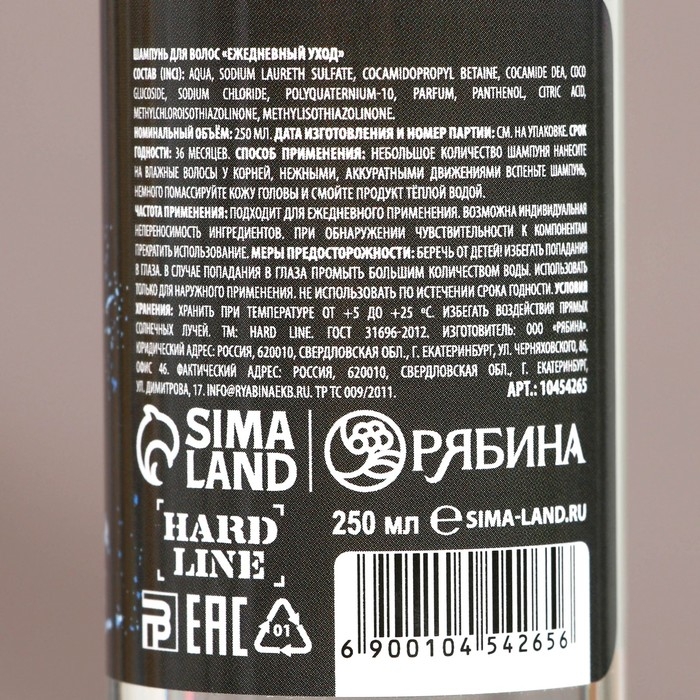 ШАМПУНЬ ДЛЯ ВОЛОС «ЕЖЕДНЕВНЫЙ УХОД»
СОСТАВ (INCI): AQUA, SODIUM LAURETH SULFATE, COCAMIDOPROPYL BETAINE, COCAMIDE DEA, COCO
GLUCOSIDE, SODIUM CHLORIDE, POLYQUATERNIUM-10, PARFUM, PANTHENOL, CITRIC ACID,
METHYLCHLOROISOTHIAZOLINONE, METHYLISOTHIAZOLINONE.
НОМИНАЛЬНЫЙ ОБЪЁМ: 250 МЛ. ДАТА ИЗГОТОВЛЕНИЯ И НОМЕР ПАРТИИ: СМ. НА УПАКОВКЕ. СРОК
ГОДНОСТИ: 36 МЕСЯЦЕВ. СПОСОБ ПРИМЕНЕНИЯ: НЕБОЛЬШОЕ КОЛИЧЕСТВО ШАМПУНЯ НАНЕСИТЕ
НА ВЛАЖНЫЕ ВОЛОСЫ У КОРНЕЙ, НЕЖНЫМИ, АККУРАТНЫМИ ДВИЖЕНИЯМИ ВСПЕНЬТЕ ШАМПУНЬ,
НЕМНОГО ПОМАССИРУЙТЕ КОЖУ ГОЛОВЫ И СМОЙТЕ ПРОДУКТ ТЁПЛОЙ ВОДОЙ.
ЧАСТОТА ПРИМЕНЕНИЯ: ПОДХОДИТ ДЛЯ ЕЖЕДНЕВНОГО ПРИМЕНЕНИЯ. ВОЗМОЖНА ИНДИВИДУАЛЬНАЯ
НЕПЕРЕНОСИМОСТЬ ИНГРЕДИЕНТОВ. ПРИ ОБНАРУЖЕНИИ ЧУВСТВИТЕЛЬНОСТИ К КОМПОНЕНТАМ
ПРЕКРАТИТЬ ИСПОЛЬЗОВАНИЕ. МЕРЫ ПРЕДОСТОРОЖНОСТИ: БЕРЕЧЬ ОТ ДЕТЕЙ! ИЗБЕГАТЬ ПОПАДАНИЯ
В ГЛАЗА. В СЛУЧАЕ ПОПАДАНИЯ В ГЛАЗА ПРОМЫТЬ БОЛЬШИМ КОЛИЧЕСТВОМ ВОДЫ. ИСПОЛЬЗОВАТЬ
ТОЛЬКО ДЛЯ НАРУЖНОГО ПРИМЕНЕНИЯ. НЕ ИСПОЛЬЗОВАТЬ ПО ИСТЕЧЕНИИ СРОКА ГОДНОСТИ. УСЛОВИЯ
ХРАНЕНИЯ: ХРАНИТЬ ПРИ ТЕМПЕРАТУРЕ ОТ +5 ДО +25 °С. ИЗБЕГАТЬ ВОЗДЕЙСТВИЯ ПРЯМЫХ
СОЛНЕЧНЫХ ЛУЧЕЙ. ТМ: HARD LINE. ГОСТ 31696-2012. ИЗГОТОВИТЕЛЬ: ООО «РЯБИНА».
ЮРИДИЧЕСКИЙ АДРЕС: РОССИЯ, 620010, СВЕРДЛОВСКАЯ ОБЛ., Г. ЕКАТЕРИНБУРГ, УЛ. ЧЕРНЯХОВСКОГО, 86,
ОФИС 46. ФАКТИЧЕСКИЙ АДРЕС: РОССИЯ, 620010, СВЕРДЛОВСКАЯ ОБЛ., Г. ЕКАТЕРИНБУРГ,
УЛ. ДИМИТРОВА, 17. INFO@RYABINAEKB.RU. ТР ТС 009/2011. АРТ.: 10454265
SIMA LAND РЯБИНА
HARD LINE 250 МЛ ℮ SIMA-LAND.RU
EAC 01
6 900104 542656